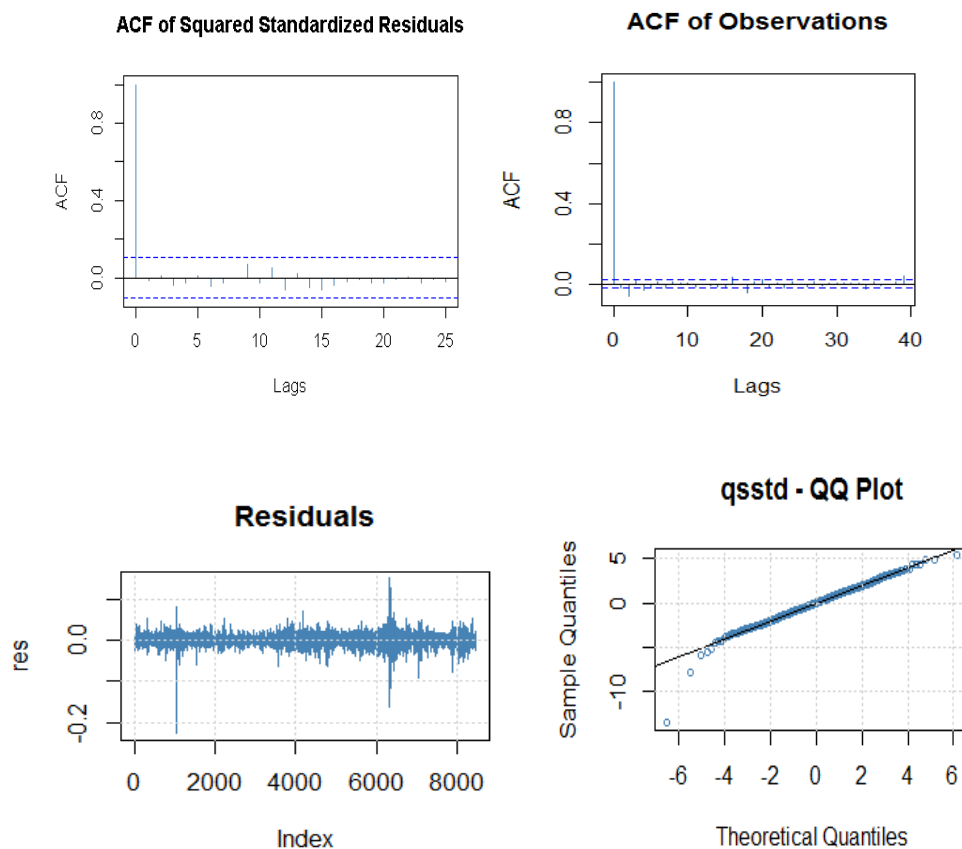 ACF of Squared Standardized Residuals
ACF
0.0 0.4 0.8
0 5 10 15 20 25
Lags
ACF of Observations
ACF
0.0 0.4 0.8
0 10 20 30 40
Lags
Residuals
res
-0.2 0.0
0 2000 4000 6000 8000
Index
qsstd - QQ Plot
Sample Quantiles
-10 0 5
-6 -4 -2 0 2 4 6
Theoretical Quantiles